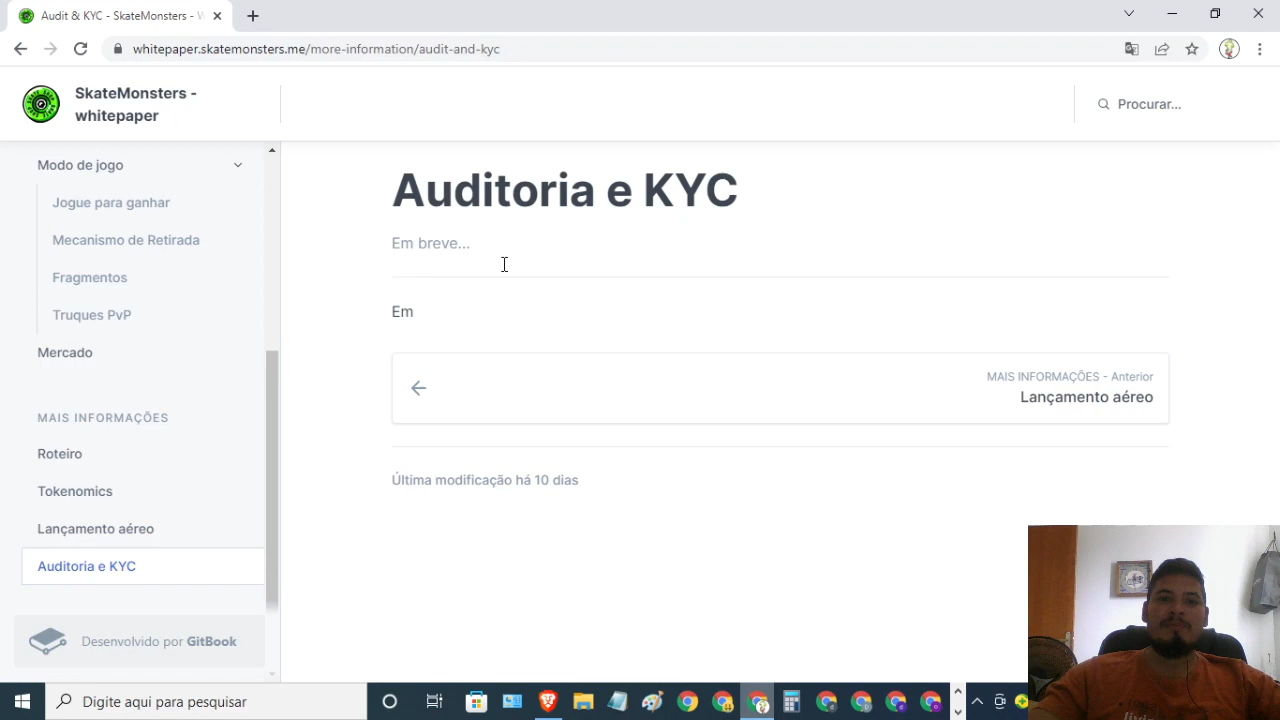 Audit & KYC - SkateMonsters - W
whitepaper.skatemonsters.me/more-information/audit-and-kyc
SkateMonsters -
whitepaper
Procurar...
Modo de jogo
Jogue para ganhar
Mecanismo de Retirada
Fragmentos
Truques PvP
Mercado
MAIS INFORMAÇÕES
Roteiro
Tokenomics
Lançamento aéreo
Auditoria e KYC
Desenvolvido por GitBook
Auditoria e KYC
Em breve...
Em
MAIS INFORMAÇÕES - Anterior
Lançamento aéreo
Última modificação há 10 dias
Digite aqui para pesquisar